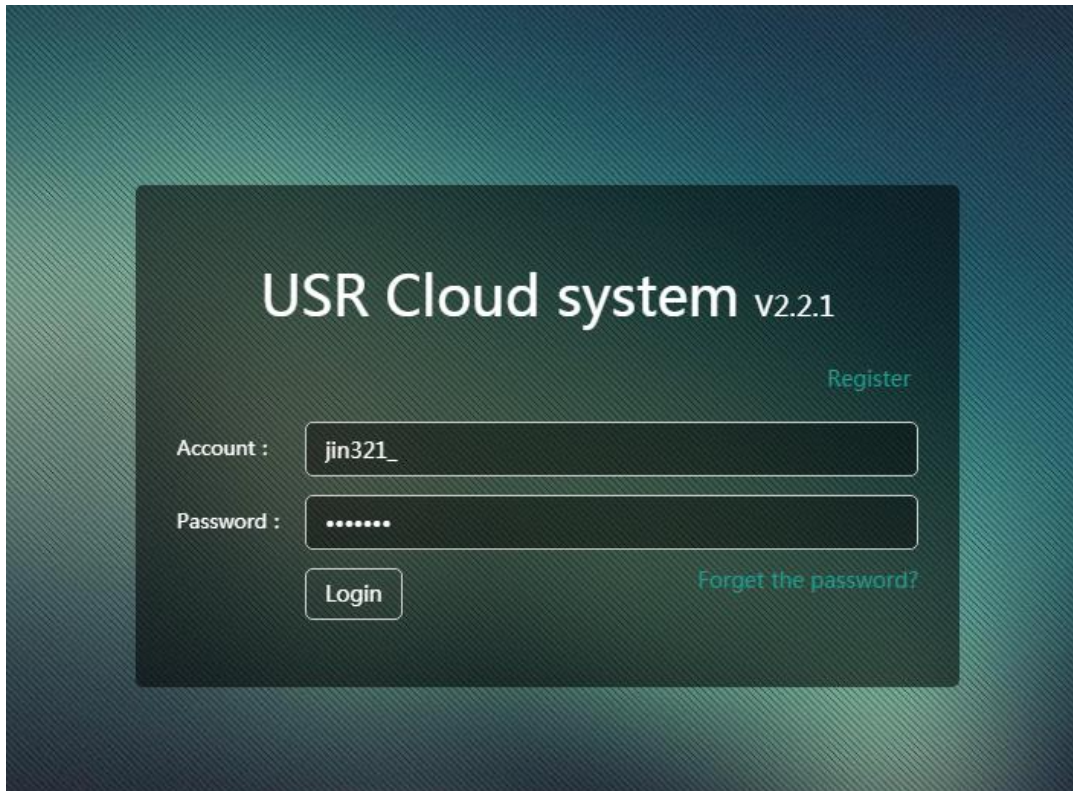 USR Cloud system V2.2.1
Register
Account :
jin321_
Password :
•••••••
Login
Forget the password?